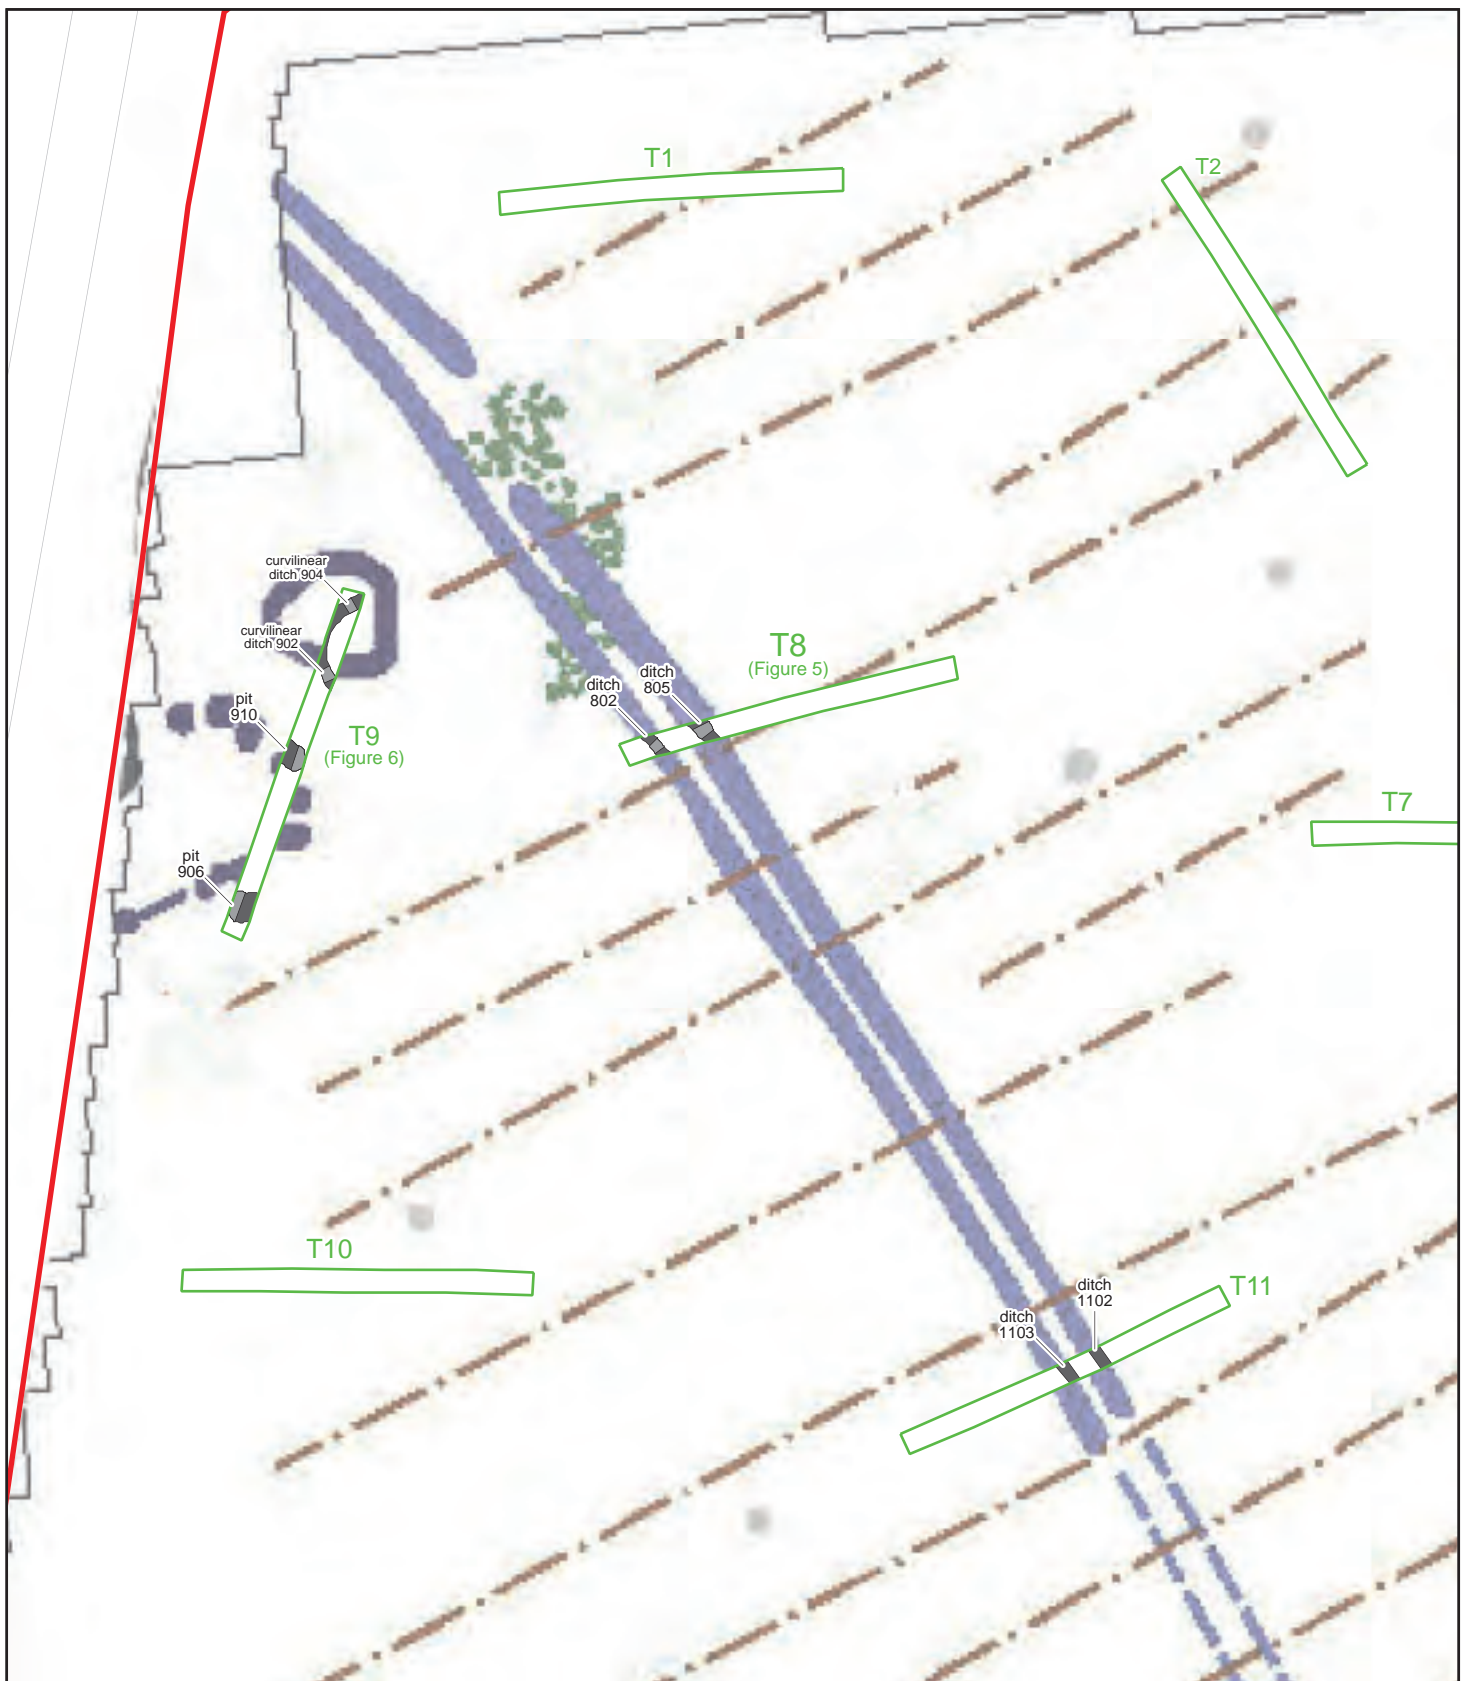 T1
T2
curvilinear
ditch 904
curvilinear
ditch 902
T8
(Figure 5)
ditch
805
ditch
802
pit
910
T9
(Figure 6)
T7
pit
906
T10
T11
ditch
1102
ditch
1103